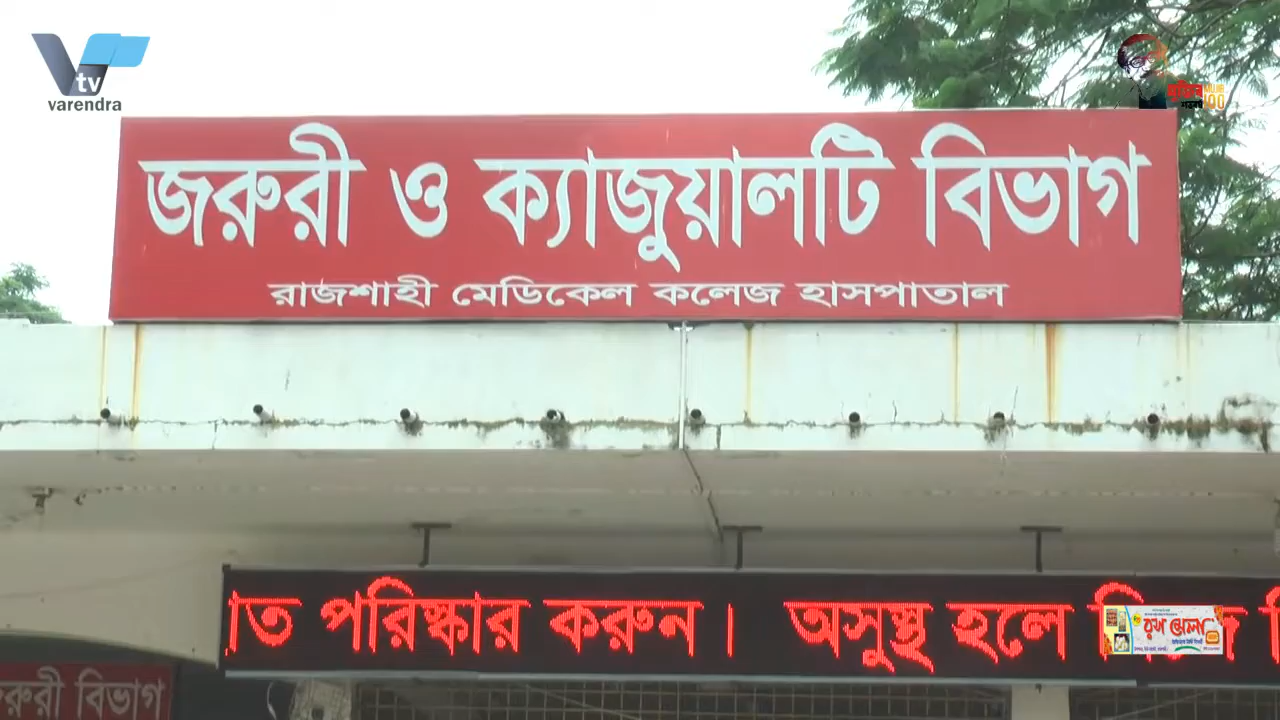 tv
varendra
জরুরী ও ক্যাজুয়ালটি বিভাগ
রাজশাহী মেডিকেল কলেজ হাসপাতাল
াত পরিস্কার করুন। অসুস্থ হলে
রুরী বিভাগ